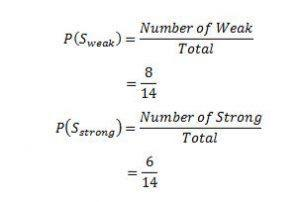 P(S_weak) = Number of Weak / Total
= 8 / 14
P(S_strong) = Number of Strong / Total
= 6 / 14